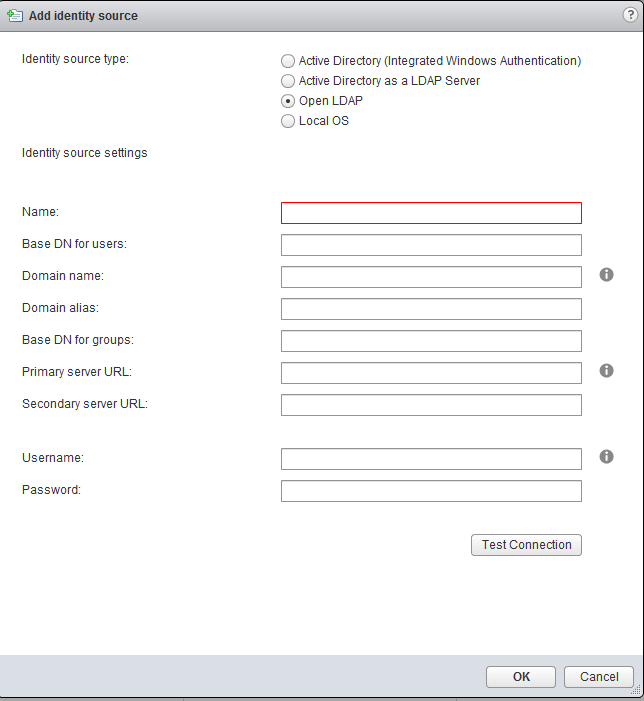 Add identity source
?
Identity source type:
Active Directory (Integrated Windows Authentication)
Active Directory as a LDAP Server
Open LDAP
Local OS
Identity source settings
Name:
Base DN for users:
Domain name:
Domain alias:
Base DN for groups:
Primary server URL:
Secondary server URL:
Username:
Password:
Test Connection
OK Cancel